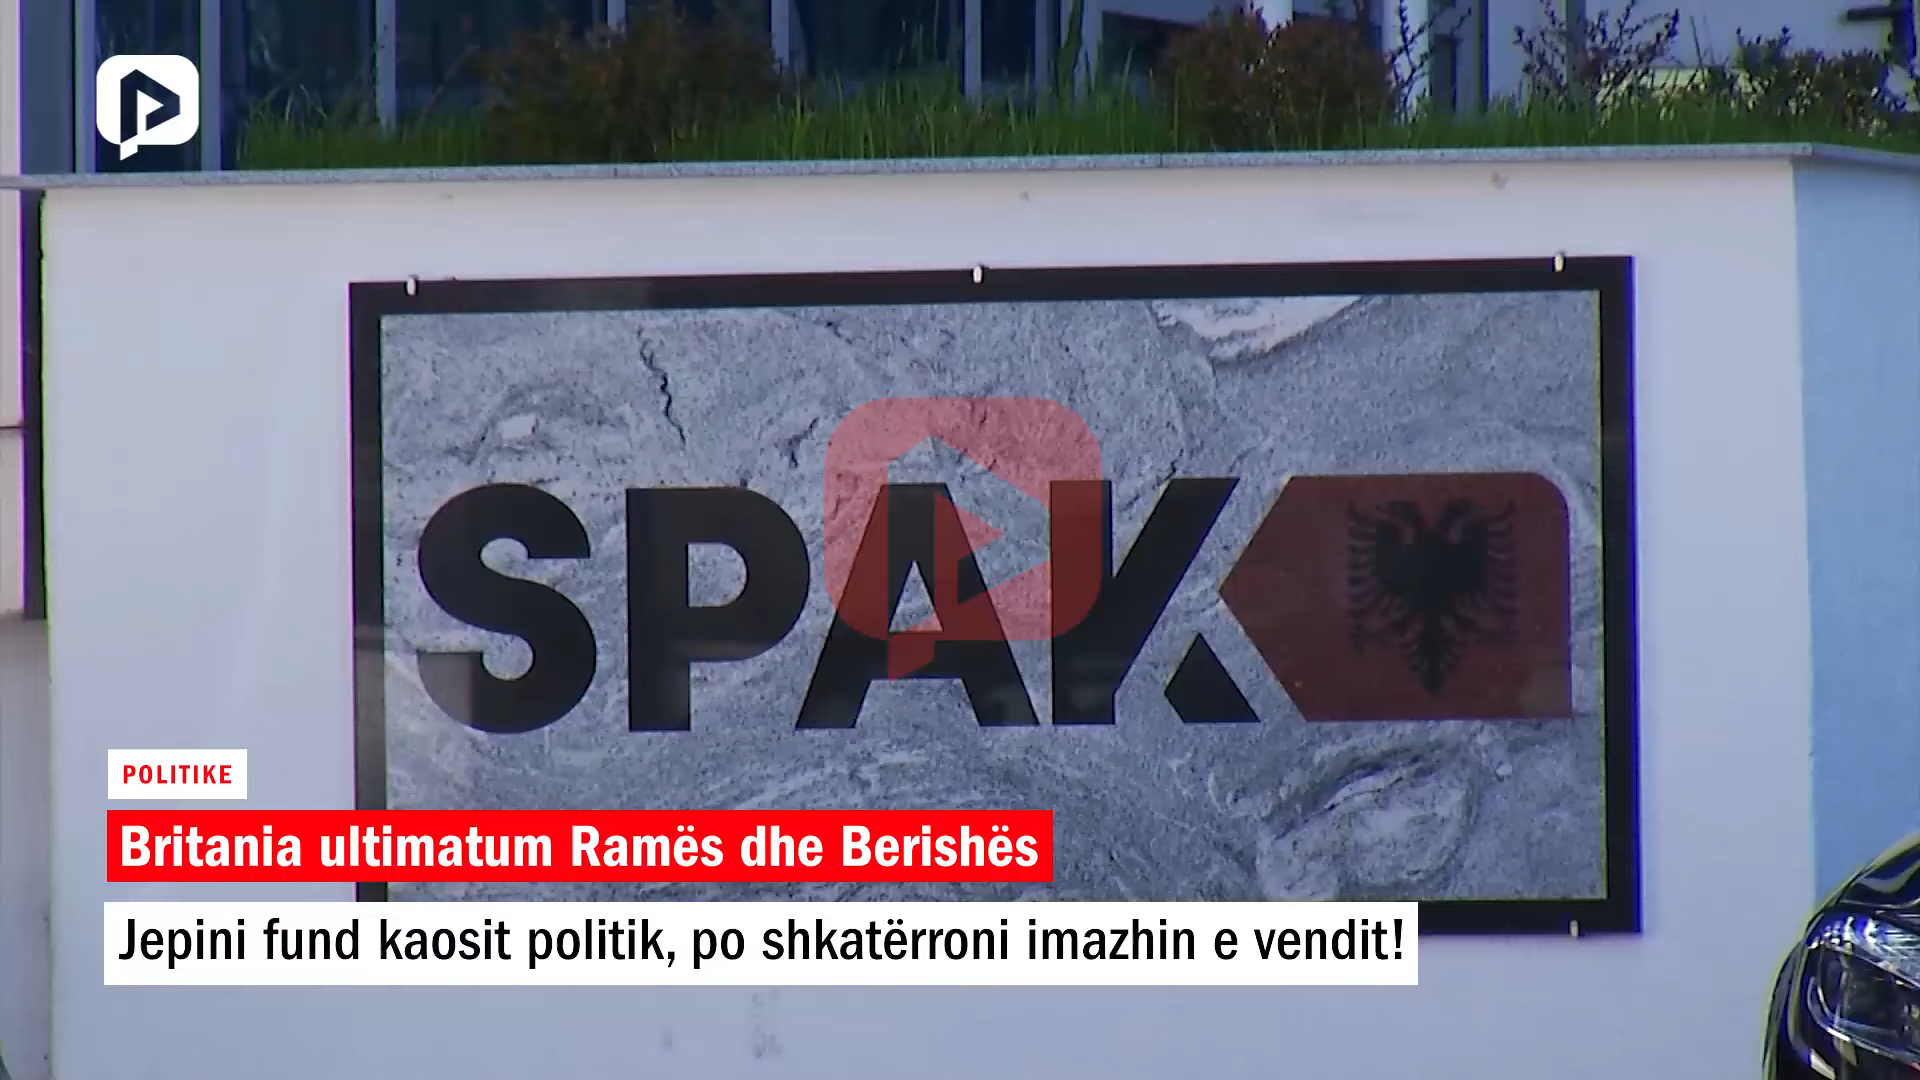 SPAK
POLITIKE
Britania ultimatum Ramës dhe Berishës
Jepini fund kaosit politik, po shkatërroni imazhin e vendit!